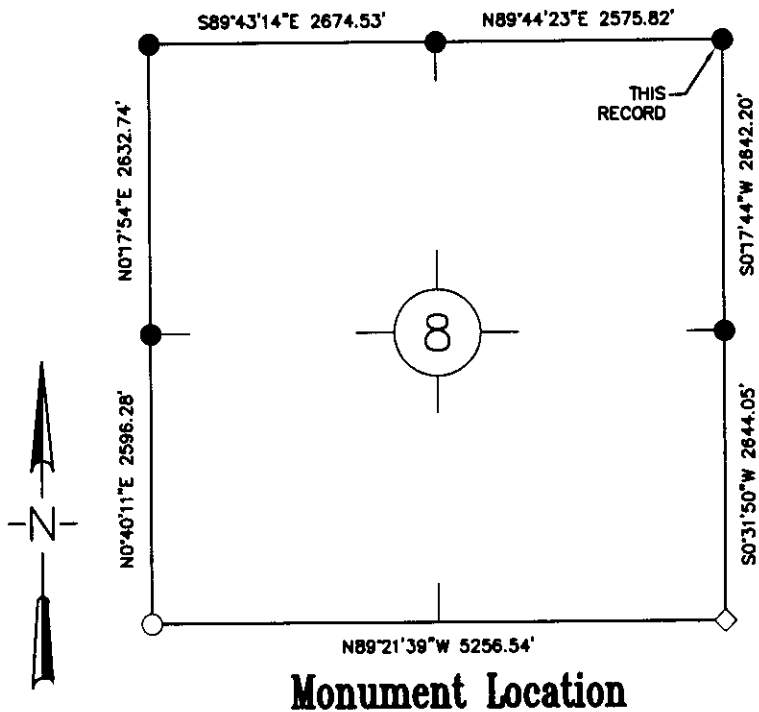 S89°43'14"E 2674.53'
N89°44'23"E 2575.82'
THIS
RECORD
N0°17'54"E 2632.74'
S0°17'44"W 2642.20'
8
N0°40'11"E 2596.28'
S0°31'50"W 2644.05'
-N-
N89°21'39"W 5256.54'
Monument Location